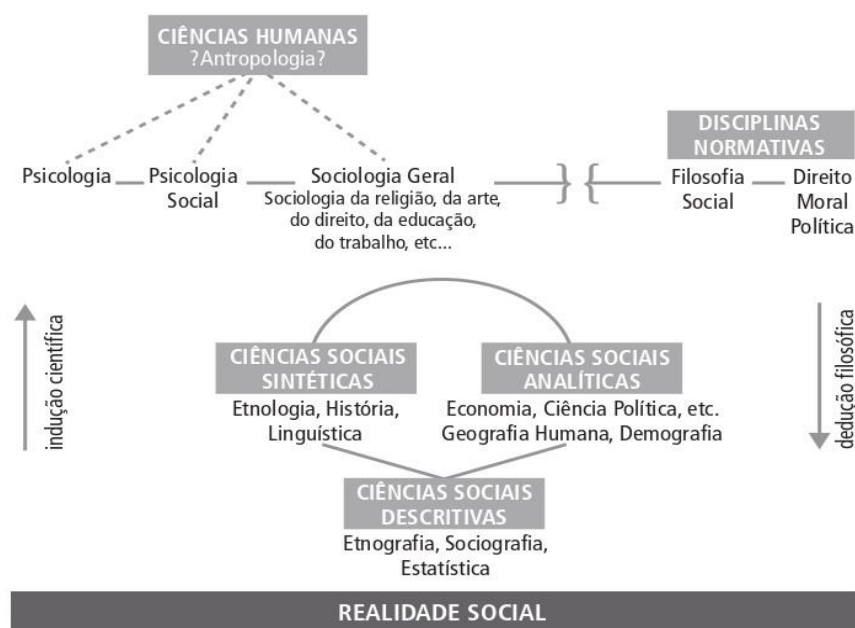 CIÊNCIAS HUMANAS
?Antropologia?
DISCIPLINAS
NORMATIVAS
Psicologia
Psicologia
Social
Sociologia Geral
Sociologia da religião, da arte,
do direito, da educação,
do trabalho, etc...
} {
Filosofia
Social
Direito
Moral
Política
indução científica
CIÊNCIAS SOCIAIS
SINTÉTICAS
Etnologia, História,
Linguística
CIÊNCIAS SOCIAIS
ANALÍTICAS
Economia, Ciência Política, etc.
Geografia Humana, Demografia
dedução filosófica
CIÊNCIAS SOCIAIS
DESCRITIVAS
Etnografia, Sociografia,
Estatística
REALIDADE SOCIAL